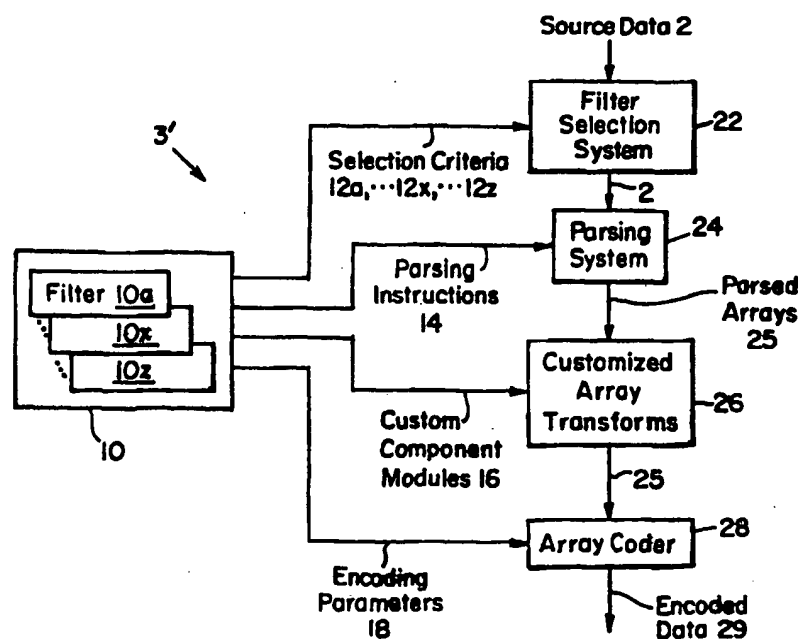 Source Data 2
Filter
Selection
System
22
3'
Selection Criteria
12a,···12x,···12z
2
Parsing
System
24
Parsing
Instructions
14
Filter 10a
10x
10z
10
Parsed
Arrays
25
Customized
Array
Transforms
26
Custom
Component
Modules 16
25
Array Coder
28
Encoding
Parameters
18
Encoded
Data 29